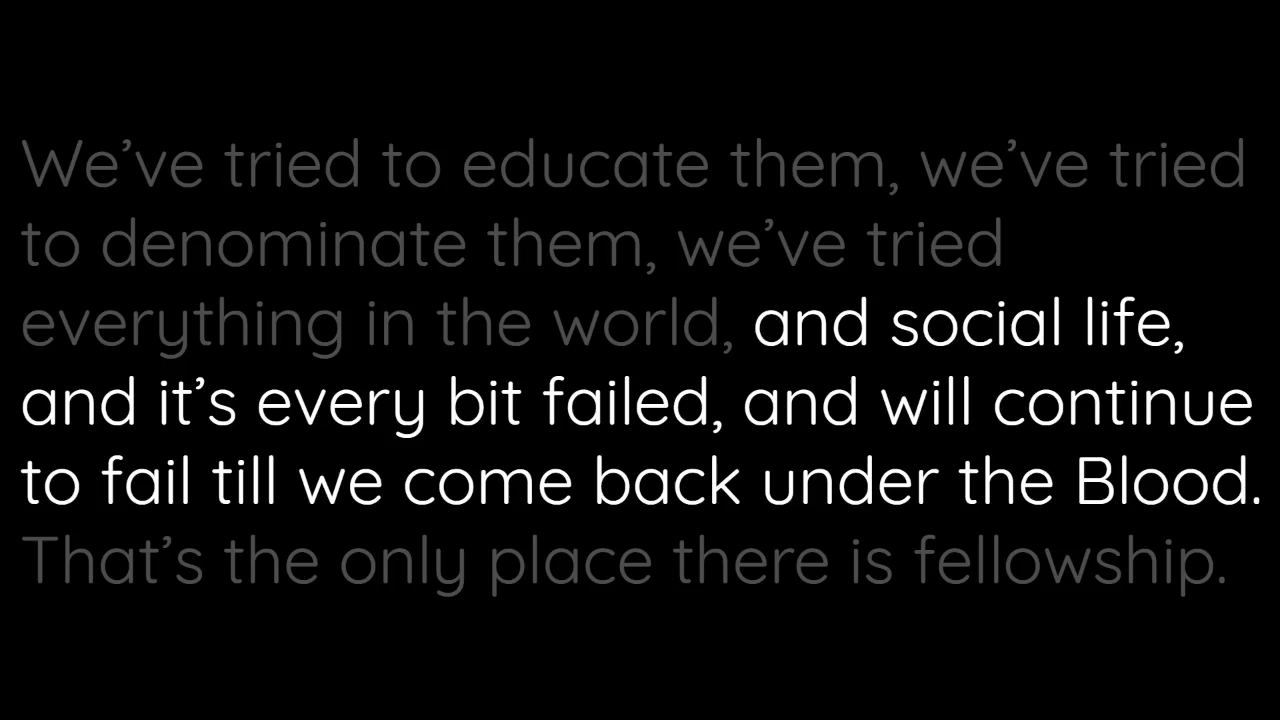 We’ve tried to educate them, we’ve tried
to denominate them, we’ve tried
everything in the world, and social life,
and it’s every bit failed, and will continue
to fail till we come back under the Blood.
That’s the only place there is fellowship.